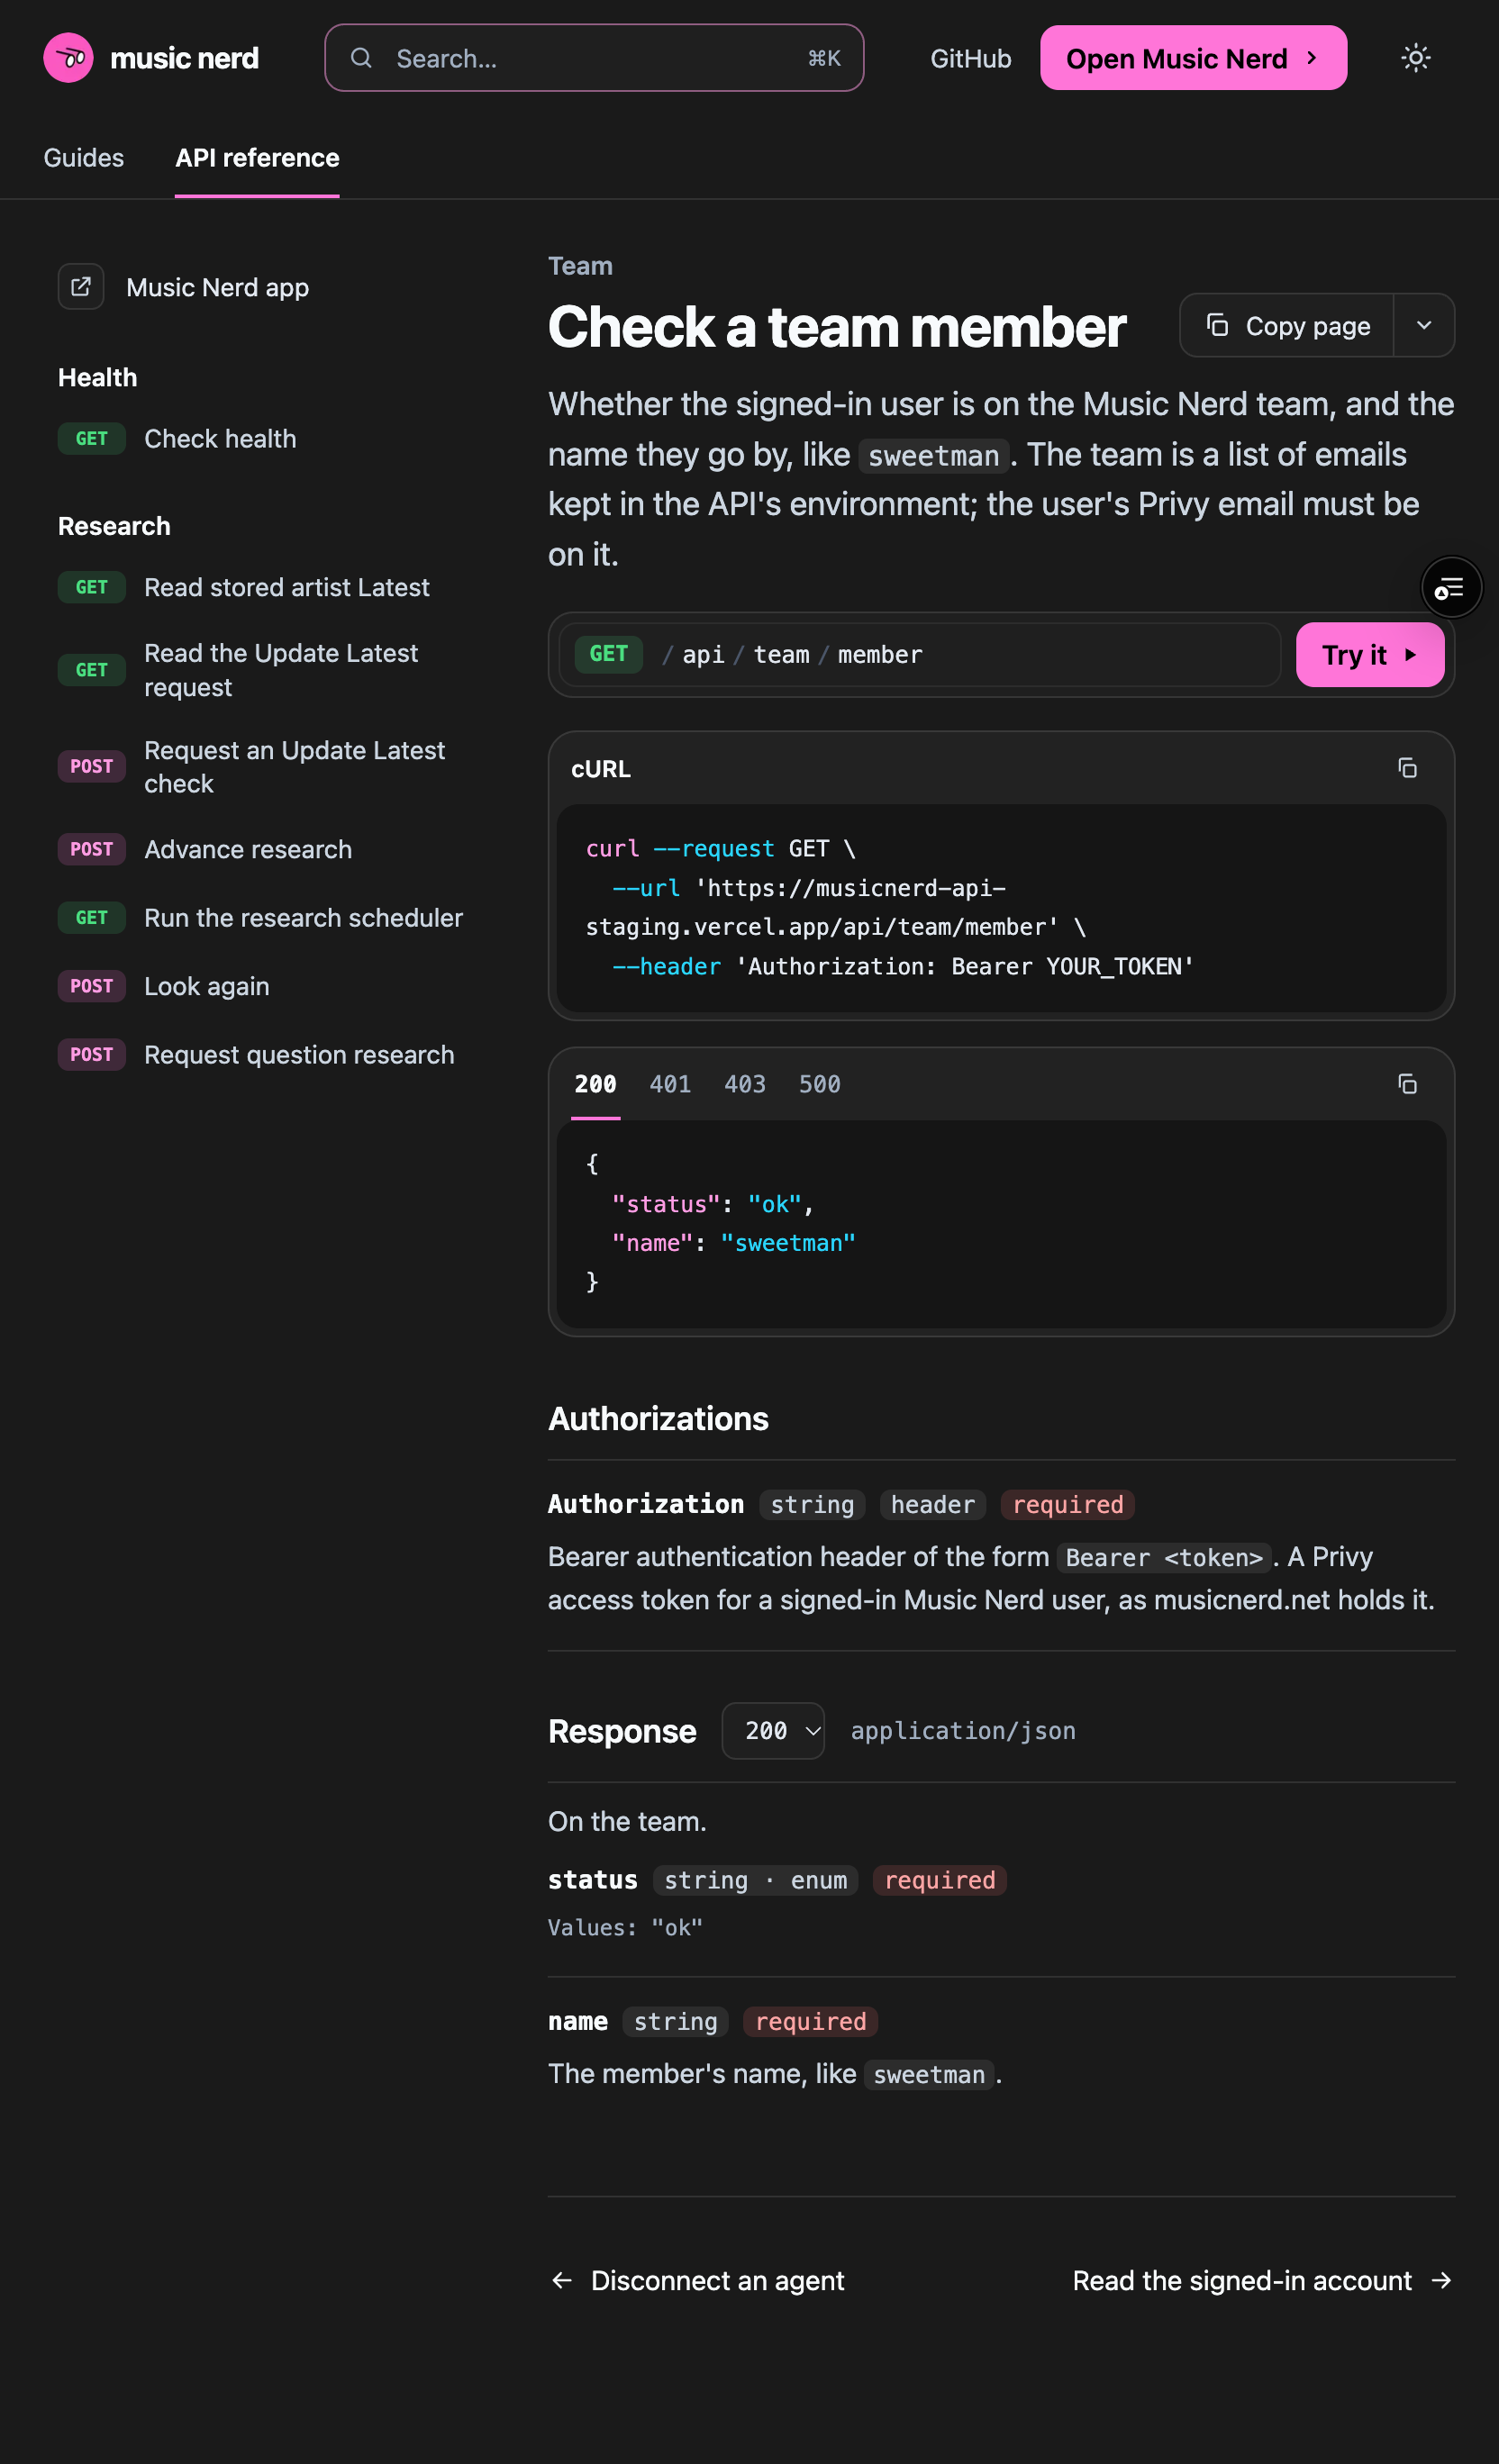 music nerd
Search...
⌘K
GitHub
Open Music Nerd
Guides
API reference
Music Nerd app
Health
GET Check health
Research
GET Read stored artist Latest
GET Read the Update Latest
request
POST Request an Update Latest
check
POST Advance research
GET Run the research scheduler
POST Look again
POST Request question research
Team
Check a team member
Copy page
Whether the signed-in user is on the Music Nerd team, and the
name they go by, like sweetman. The team is a list of emails
kept in the API's environment; the user's Privy email must be
on it.
GET / api / team / member
Try it
cURL
curl --request GET \
--url 'https://musicnerd-api-
staging.vercel.app/api/team/member' \
--header 'Authorization: Bearer YOUR_TOKEN'
200 401 403 500
{
"status": "ok",
"name": "sweetman"
}
Authorizations
Authorization string header required
Bearer authentication header of the form Bearer <token>. A Privy
access token for a signed-in Music Nerd user, as musicnerd.net holds it.
Response 200 application/json
On the team.
status string · enum required
Values: "ok"
name string required
The member's name, like sweetman.
← Disconnect an agent
Read the signed-in account →